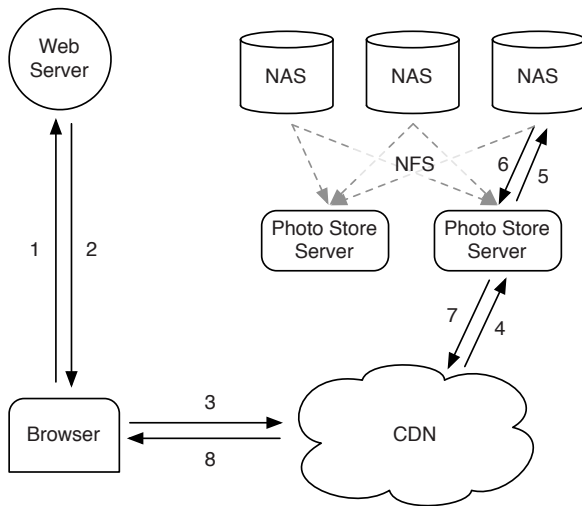 Web
Server
NAS
NAS
NAS
NFS
6
5
Photo Store
Server
Photo Store
Server
1
2
7
4
3
Browser
CDN
8